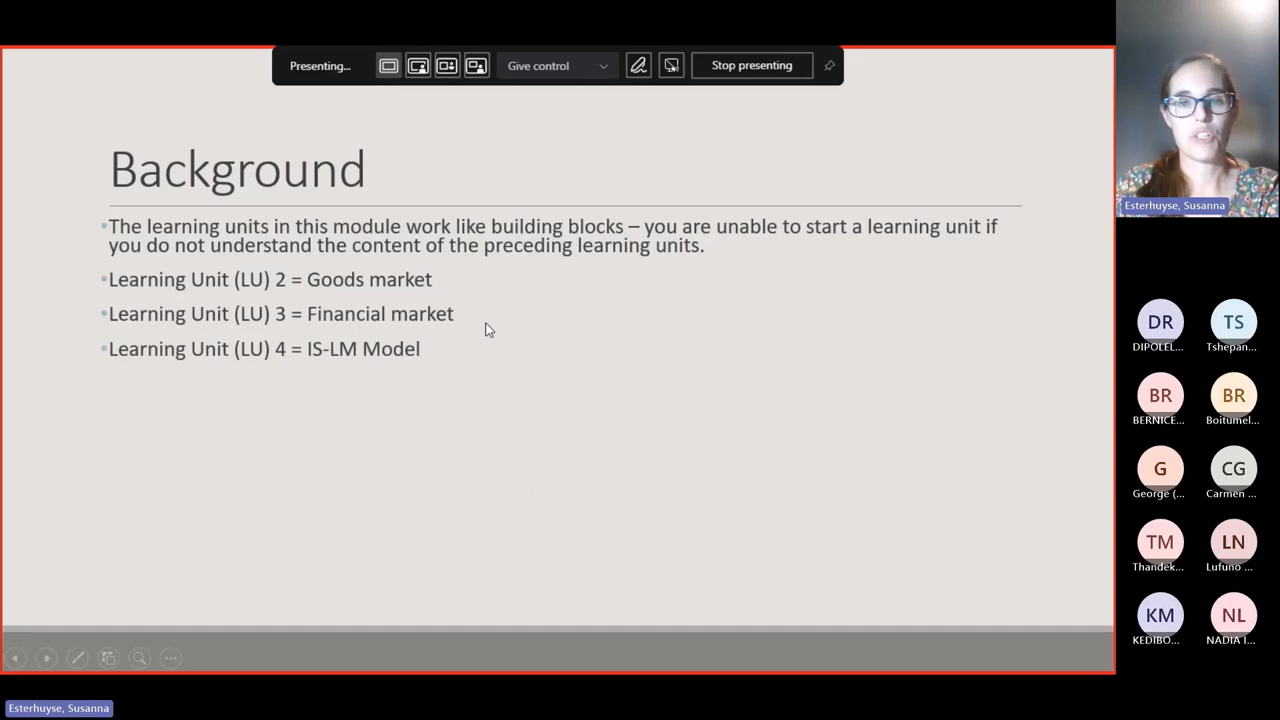 Presenting...
Give control
Stop presenting
Background
•The learning units in this module work like building blocks – you are unable to start a learning unit if
you do not understand the content of the preceding learning units.
•Learning Unit (LU) 2 = Goods market
•Learning Unit (LU) 3 = Financial market
•Learning Unit (LU) 4 = IS-LM Model
Esterhuyse, Susanna
DR
TS
DIPOLEL...
Tshepan...
BR
BR
BERNICE...
Boitumel...
G
CG
George (...
Carmen ...
TM
LN
Thandek...
Lufuno ...
KM
NL
KEDIBO...
NADIA I...
Esterhuyse, Susanna